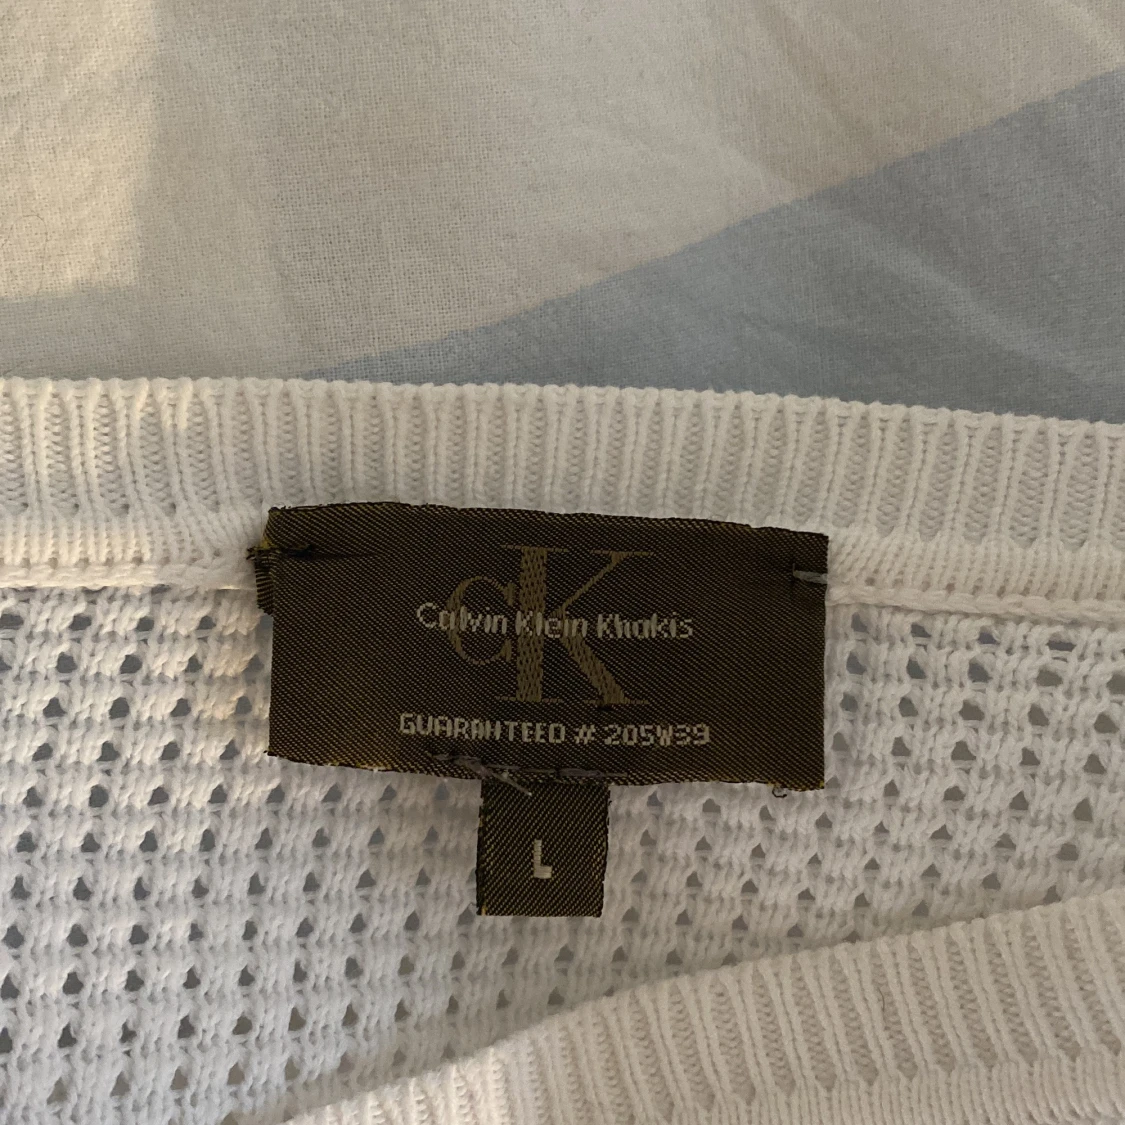 cK
Calvin Klein Khakis
GUARANTEED # 205W39
L